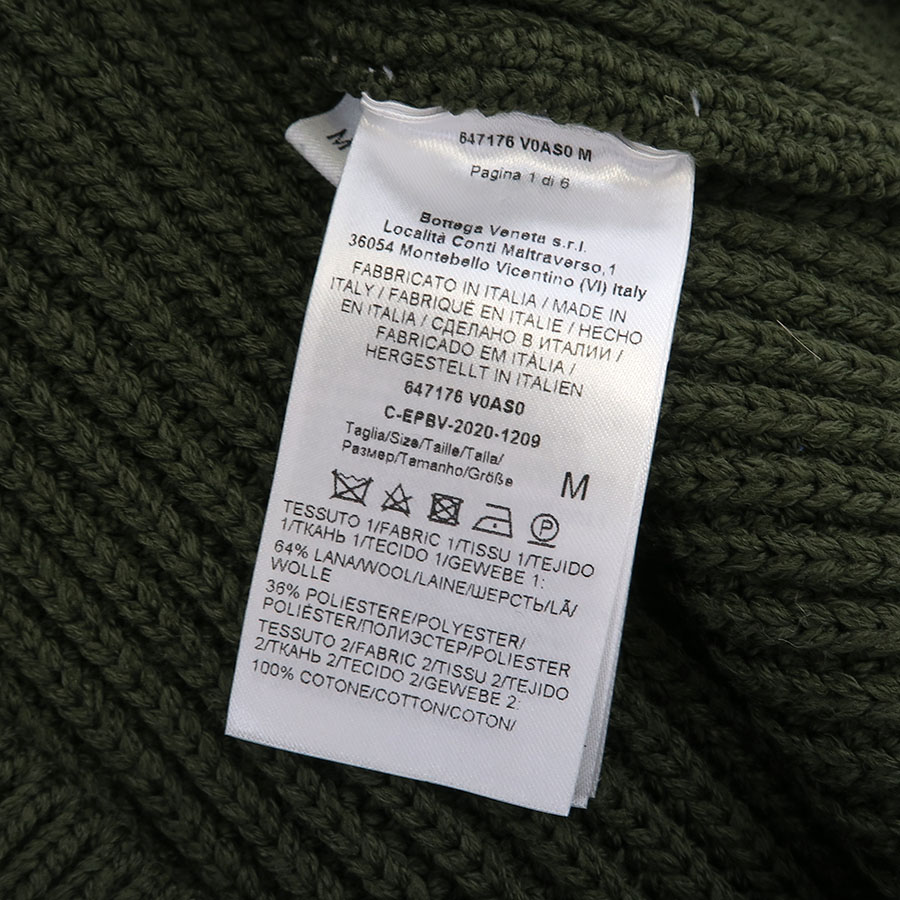 M
647176 V0AS0 M
Pagina 1 di 6
Bottega Veneta s.r.l.
Località Conti Maltraverso,1
36054 Montebello Vicentino (VI) Italy
FABBRICATO IN ITALIA / MADE IN
ITALY / FABRIQUÉ EN ITALIE / HECHO
EN ITALIA / СДЕЛАНО В ИТАЛИИ /
FABRICADO EM ITÁLIA /
HERGESTELLT IN ITALIEN
647176 V0AS0
C-EPBV-2020-1209
Taglia/Size/Taille/Talla/
Размер/Tamanho/Größe
M
P
TESSUTO 1/FABRIC 1/TISSU 1/TEJIDO
1/ТКАНЬ 1/TECIDO 1/GEWEBE 1:
64% LANA/WOOL/LAINE/ШЕРСТЬ/LÃ/
WOLLE
36% POLIESTERE/POLYESTER/
POLIÉSTER/ПОЛИЭСТЕР/POLIESTER
TESSUTO 2/FABRIC 2/TISSU 2/TEJIDO
2/ТКАНЬ 2/TECIDO 2/GEWEBE 2:
100% COTONE/COTTON/COTON/